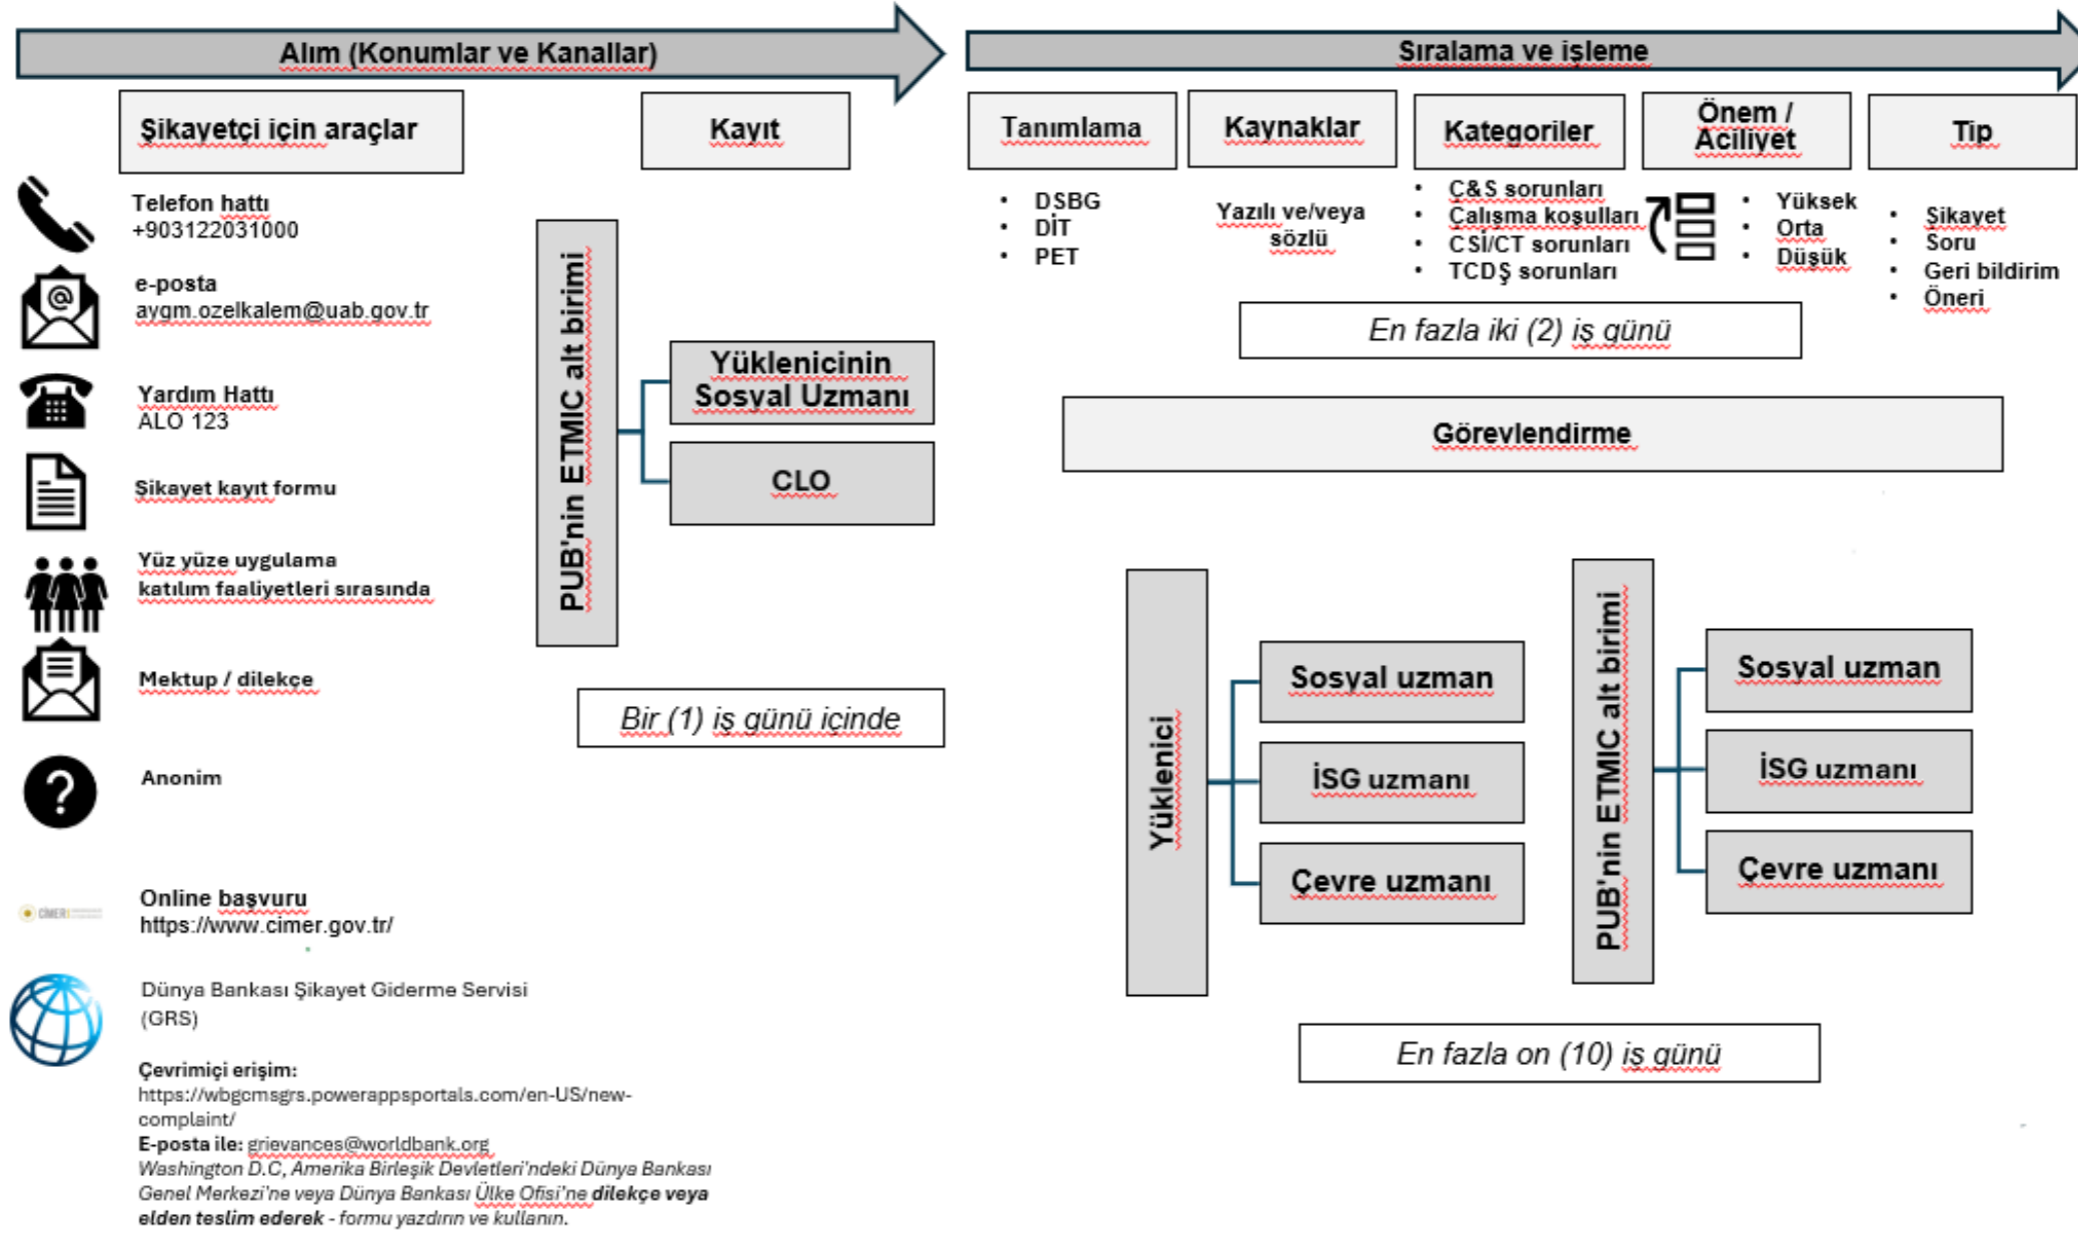 Alım (Konumlar ve Kanallar)
Sıralama ve işleme
Şikayetçi için araçlar
Kayıt
Tanımlama
Kaynaklar
Kategoriler
Önem /
Aciliyet
Tip
Telefon hattı
+903122031000
e-posta
aygm.ozelkalem@uab.gov.tr
Yardım Hattı
ALO 123
Şikayet kayıt formu
Yüz yüze uygulama
katılım faaliyetleri sırasında
Mektup / dilekçe
Anonim
Online başvuru
https://www.cimer.gov.tr/
CİMER
Dünya Bankası Şikayet Giderme Servisi
(GRS)
Çevrimiçi erişim:
https://wbgcmsgrs.powerappsportals.com/en-US/new-
complaint/
E-posta ile: grievances@worldbank.org
Washington D.C, Amerika Birleşik Devletleri'ndeki Dünya Bankası
Genel Merkezi'ne veya Dünya Bankası Ülke Ofisi'ne dilekçe veya
elden teslim ederek - formu yazdırın ve kullanın.
PUB'nin ETMIC alt birimi
Yüklenicinin
Sosyal Uzmanı
CLO
Bir (1) iş günü içinde
• DSBG
• DİT
• PET
Yazılı ve/veya
sözlü
• Ç&S sorunları
• Çalışma koşulları
• CSİ/CT sorunları
• TCDŞ sorunları
• Yüksek
• Orta
• Düşük
• Şikayet
• Soru
• Geri bildirim
• Öneri
En fazla iki (2) iş günü
Görevlendirme
Yüklenici
Sosyal uzman
İSG uzmanı
Çevre uzmanı
PUB'nin ETMIC alt birimi
Sosyal uzman
İSG uzmanı
Çevre uzmanı
En fazla on (10) iş günü